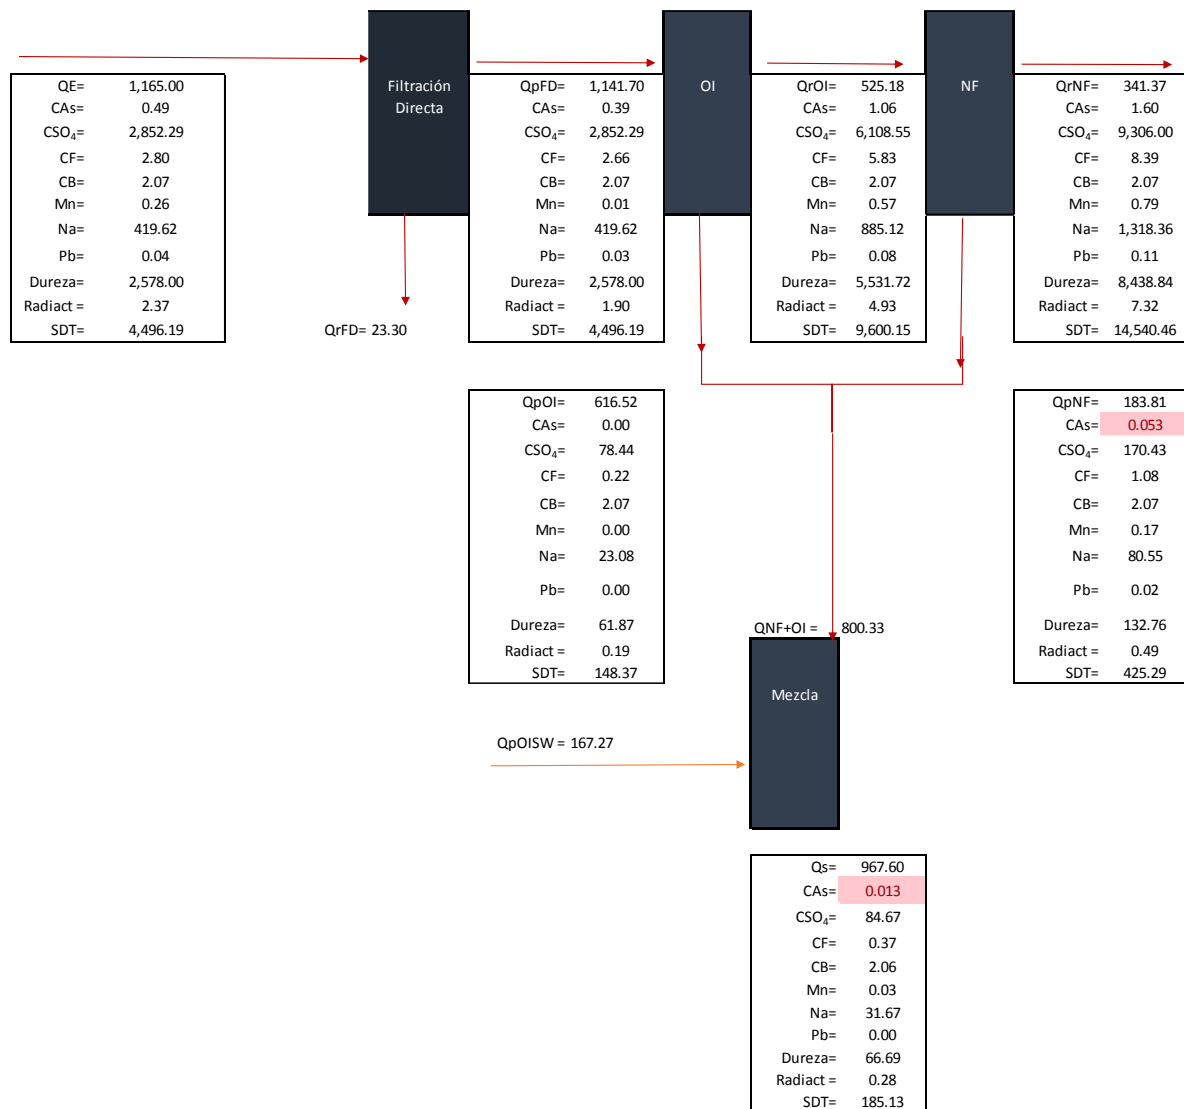 Filtración
Directa
OI
NF
QE= 1,165.00
CAs= 0.49
CSO₄= 2,852.29
CF= 2.80
CB= 2.07
Mn= 0.26
Na= 419.62
Pb= 0.04
Dureza= 2,578.00
Radiact = 2.37
SDT= 4,496.19
QrFD= 23.30
QpFD= 1,141.70
CAs= 0.39
CSO₄= 2,852.29
CF= 2.66
CB= 2.07
Mn= 0.01
Na= 419.62
Pb= 0.03
Dureza= 2,578.00
Radiact = 1.90
SDT= 4,496.19
QrOI= 525.18
CAs= 1.06
CSO₄= 6,108.55
CF= 5.83
CB= 2.07
Mn= 0.57
Na= 885.12
Pb= 0.08
Dureza= 5,531.72
Radiact = 4.93
SDT= 9,600.15
QrNF= 341.37
CAs= 1.60
CSO₄= 9,306.00
CF= 8.39
CB= 2.07
Mn= 0.79
Na= 1,318.36
Pb= 0.11
Dureza= 8,438.84
Radiact = 7.32
SDT= 14,540.46
QpOI= 616.52
CAs= 0.00
CSO₄= 78.44
CF= 0.22
CB= 2.07
Mn= 0.00
Na= 23.08
Pb= 0.00
Dureza= 61.87
Radiact = 0.19
SDT= 148.37
QpNF= 183.81
CAs= 0.053
CSO₄= 170.43
CF= 1.08
CB= 2.07
Mn= 0.17
Na= 80.55
Pb= 0.02
Dureza= 132.76
Radiact = 0.49
SDT= 425.29
QNF+OI = 800.33
Mezcla
QpOISW = 167.27
Qs= 967.60
CAs= 0.013
CSO₄= 84.67
CF= 0.37
CB= 2.06
Mn= 0.03
Na= 31.67
Pb= 0.00
Dureza= 66.69
Radiact = 0.28
SDT= 185.13